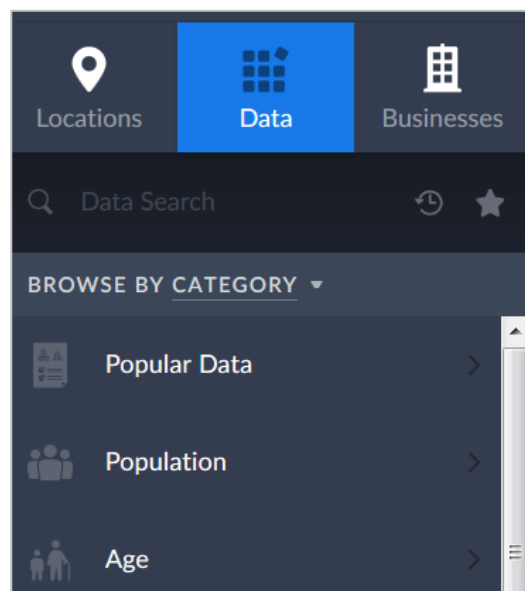 Locations Data Businesses
Data Search
BROWSE BY CATEGORY
Popular Data
Population
Age